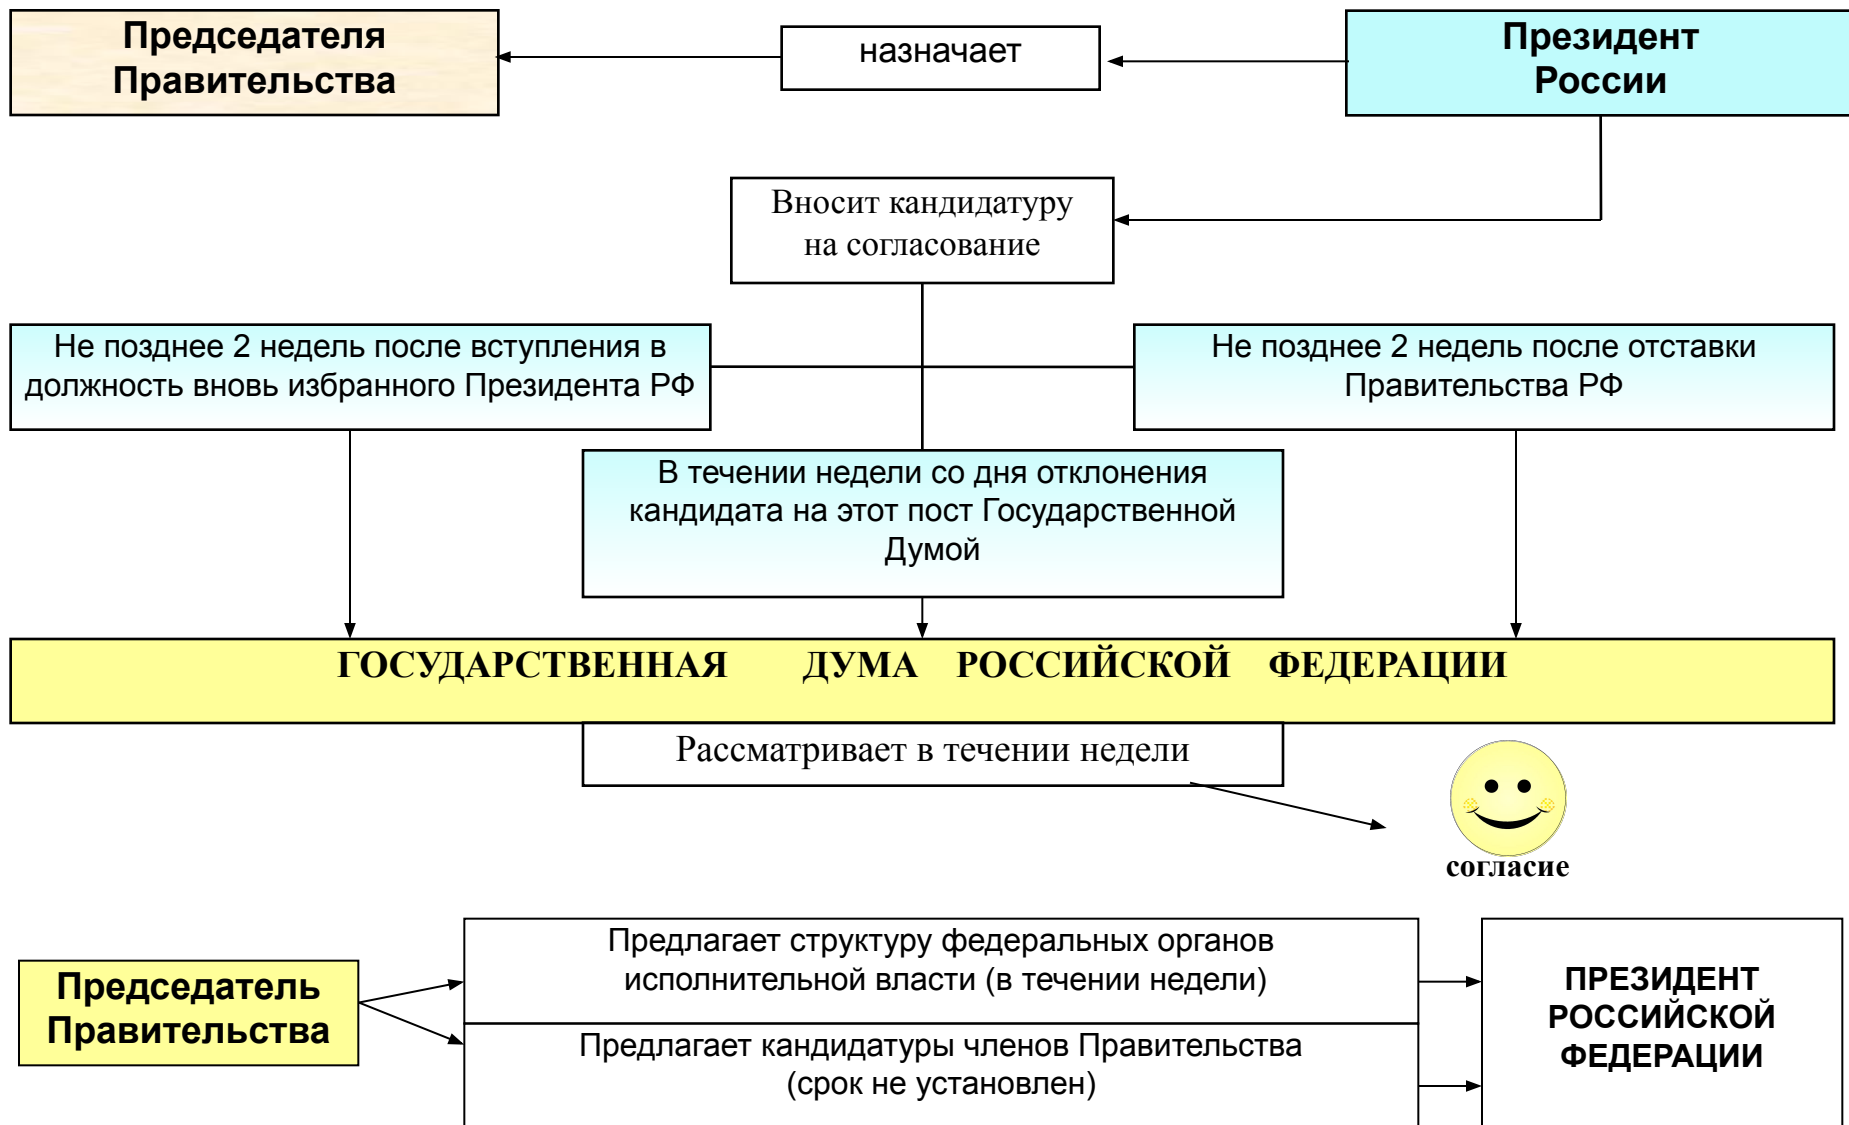 Председателя
Правительства
назначает
Президент
России
Вносит кандидатуру
на согласование
Не позднее 2 недель после вступления в
должность вновь избранного Президента РФ
Не позднее 2 недель после отставки
Правительства РФ
В течении недели со дня отклонения
кандидата на этот пост Государственной
Думой
ГОСУДАРСТВЕННАЯ ДУМА РОССИЙСКОЙ ФЕДЕРАЦИИ
Рассматривает в течении недели
согласие
Председатель
Правительства
Предлагает структуру федеральных органов
исполнительной власти (в течении недели)
Предлагает кандидатуры членов Правительства
(срок не установлен)
ПРЕЗИДЕНТ
РОССИЙСКОЙ
ФЕДЕРАЦИИ